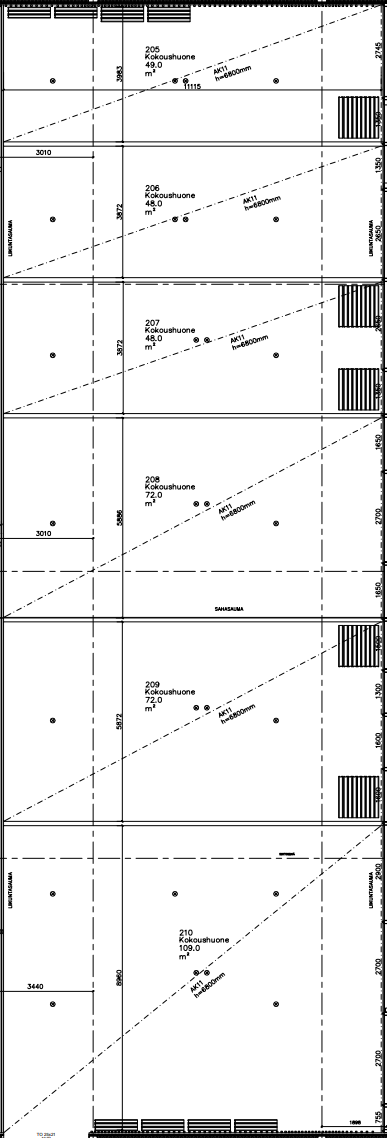 205
Kokoushuone
49.0
m²
AK11
h=6800mm
11115
3983
2745
3010
206
Kokoushuone
48.0
m²
AK11
h=6800mm
3872
1350
2650
LIIKUNTASAUMA
LIIKUNTASAUMA
207
Kokoushuone
48.0
m²
AK11
h=6800mm
3872
208
Kokoushuone
72.0
m²
AK11
h=6800mm
5886
1650
2700
1650
3010
SAHASAUMA
209
Kokoushuone
72.0
m²
AK11
h=6800mm
5872
1300
1600
210
Kokoushuone
109.0
m²
AK11
h=6800mm
8960
2900
2700
2700
755
LIIKUNTASAUMA
LIIKUNTASAUMA
3440